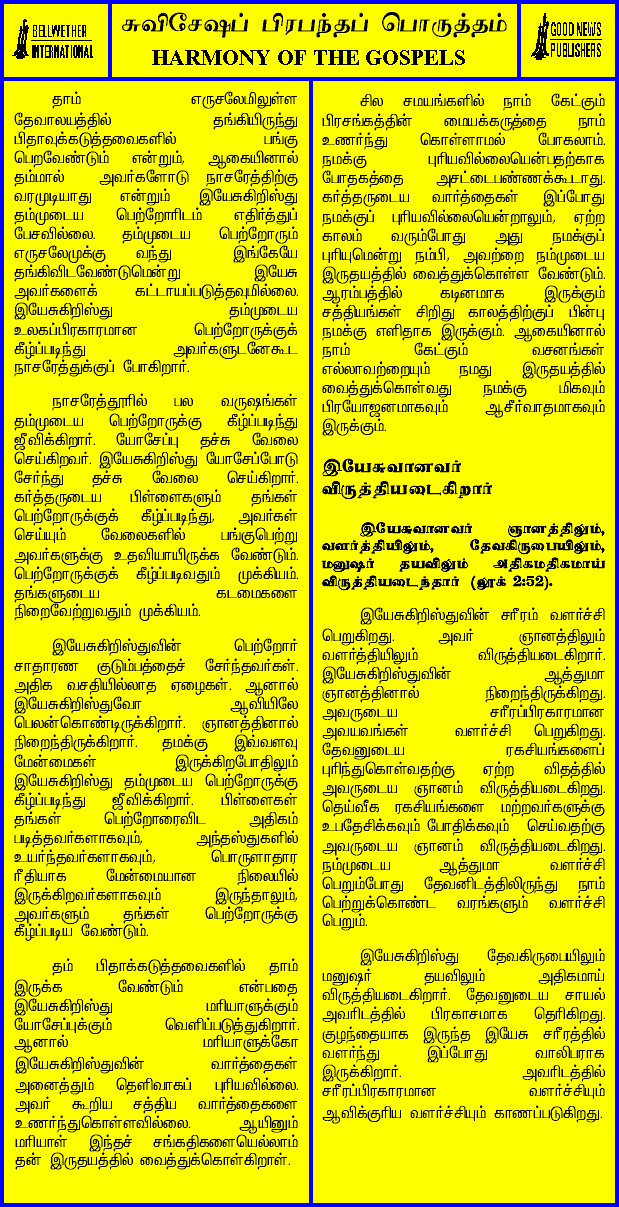 BELLWETHER
INTERNATIONAL
சுவிசேஷப் பிரபந்தப் பொருத்தம்
HARMONY OF THE GOSPELS
GOOD NEWS
PUBLISHERS
தாம் எருசலேமிலுள்ள
தேவாலயத்தில் தங்கியிருந்து
பிதாவுக்கடுத்தவைகளில் பங்கு
பெறவேண்டும் என்றும், ஆகையினால்
தம்மால் அவர்களோடு நாசரேத்திற்கு
வரமுடியாது என்றும் இயேசுகிறிஸ்து
தம்முடைய பெற்றோரிடம் எதிர்த்துப்
பேசவில்லை. தம்முடைய பெற்றோரும்
எருசலேமுக்கு வந்து இங்கேயே
தங்கிவிடவேண்டுமென்று இயேசு
அவர்களைக் கட்டாயப்படுத்தவுமில்லை.
இயேசுகிறிஸ்து தம்முடைய
உலகப்பிரகாரமான பெற்றோருக்குக்
கீழ்ப்படிந்து அவர்களுடனேகூட
நாசரேத்துக்குப் போகிறார்.
நாசரேத்தூரில் பல வருஷங்கள்
தம்முடைய பெற்றோருக்கு கீழ்ப்படிந்து
ஜீவிக்கிறார். யோசேப்பு தச்சு வேலை
செய்கிறவர். இயேசுகிறிஸ்து யோசேப்போடு
சேர்ந்து தச்சு வேலை செய்கிறார்.
கர்த்தருடைய பிள்ளைகளும் தங்கள்
பெற்றோருக்குக் கீழ்ப்படிந்து, அவர்கள்
செய்யும் வேலைகளில் பங்குபெற்று
அவர்களுக்கு உதவியாயிருக்க வேண்டும்.
பெற்றோருக்குக் கீழ்ப்படிவதும் முக்கியம்.
தங்களுடைய கடமைகளை
நிறைவேற்றுவதும் முக்கியம்.
இயேசுகிறிஸ்துவின் பெற்றோர்
சாதாரண குடும்பத்தைச் சேர்ந்தவர்கள்.
அதிக வசதியில்லாத ஏழைகள். ஆனால்
இயேசுகிறிஸ்துவோ ஆவியிலே
பெலன்கொண்டிருக்கிறார். ஞானத்தினால்
நிறைந்திருக்கிறார். தமக்கு இவ்வளவு
மேன்மைகள் இருக்கிறபோதிலும்
இயேசுகிறிஸ்து தம்முடைய பெற்றோருக்கு
கீழ்ப்படிந்து ஜீவிக்கிறார். பிள்ளைகள்
தங்கள் பெற்றோரைவிட அதிகம்
படித்தவர்களாகவும், அந்தஸ்துகளில்
உயர்ந்தவர்களாகவும், பொருளாதார
ரீதியாக மேன்மையான நிலையில்
இருக்கிறவர்களாகவும் இருந்தாலும்,
அவர்களும் தங்கள் பெற்றோருக்கு
கீழ்ப்படிய வேண்டும்.
தம் பிதாக்கடுத்தவைகளில் தாம்
இருக்க வேண்டும் என்பதை
இயேசுகிறிஸ்து மரியாளுக்கும்
யோசேப்புக்கும் வெளிப்படுத்துகிறார்.
ஆனால் மரியாளுக்கோ
இயேசுகிறிஸ்துவின் வார்த்தைகள்
அனைத்தும் தெளிவாகப் புரியவில்லை.
அவர் கூறிய சத்திய வார்த்தைகளை
உணர்ந்துகொள்ளவில்லை. ஆயினும்
மரியாள் இந்தச் சங்கதிகளையெல்லாம்
தன் இருதயத்தில் வைத்துக்கொள்கிறாள்.
சில சமயங்களில் நாம் கேட்கும்
பிரசங்கத்தின் மையக்கருத்தை நாம்
உணர்ந்து கொள்ளாமல் போகலாம்.
நமக்கு புரியவில்லையென்பதற்காக
போதகத்தை அசட்டைபண்ணக்கூடாது.
கர்த்தருடைய வார்த்தைகள் இப்போது
நமக்குப் புரியவில்லையென்றாலும், ஏற்ற
காலம் வரும்போது அது நமக்குப்
புரியுமென்று நம்பி, அவற்றை நம்முடைய
இருதயத்தில் வைத்துக்கொள்ள வேண்டும்.
ஆரம்பத்தில் கடினமாக இருக்கும்
சத்தியங்கள் சிறிது காலத்திற்குப் பின்பு
நமக்கு எளிதாக இருக்கும். ஆகையினால்
நாம் கேட்கும் வசனங்கள்
எல்லாவற்றையும் நமது இருதயத்தில்
வைத்துக்கொள்வது நமக்கு மிகவும்
பிரயோஜனமாகவும் ஆசீர்வாதமாகவும்
இருக்கும்.
இயேசுவானவர்
விருத்தியடைகிறார்
இயேசுவானவர் ஞானத்திலும்,
வளர்த்தியிலும், தேவகிருபையிலும்,
மனுஷர் தயவிலும் அதிகமதிகமாய்
விருத்தியடைந்தார் (லூக் 2:52).
இயேசுகிறிஸ்துவின் சரீரம் வளர்ச்சி
பெறுகிறது. அவர் ஞானத்திலும்
வளர்த்தியிலும் விருத்தியடைகிறார்.
இயேசுகிறிஸ்துவின் ஆத்துமா
ஞானத்தினால் நிறைந்திருக்கிறது.
அவருடைய சரீரப்பிரகாரமான
அவயவங்கள் வளர்ச்சி பெறுகிறது.
தேவனுடைய ரகசியங்களைப்
புரிந்துகொள்வதற்கு ஏற்ற விதத்தில்
அவருடைய ஞானம் விருத்தியடைகிறது.
தெய்வீக ரகசியங்களை மற்றவர்களுக்கு
உபதேசிக்கவும் போதிக்கவும் செய்வதற்கு
அவருடைய ஞானம் விருத்தியடைகிறது.
நம்முடைய ஆத்துமா வளர்ச்சி
பெறும்போது தேவனிடத்திலிருந்து நாம்
பெற்றுக்கொண்ட வரங்களும் வளர்ச்சி
பெறும்.
இயேசுகிறிஸ்து தேவகிருபையிலும்
மனுஷர் தயவிலும் அதிகமாய்
விருத்தியடைகிறார். தேவனுடைய சாயல்
அவரிடத்தில் பிரகாசமாக தெரிகிறது.
குழந்தையாக இருந்த இயேசு சரீரத்தில்
வளர்ந்து இப்போது வாலிபராக
இருக்கிறார். அவரிடத்தில்
சரீரப்பிரகாரமான வளர்ச்சியும்
ஆவிக்குரிய வளர்ச்சியும் காணப்படுகிறது.